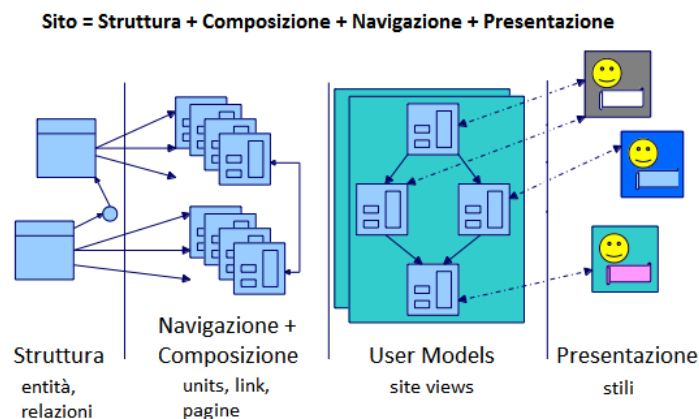 Sito = Struttura + Composizione + Navigazione + Presentazione
Struttura
entità,
relazioni
Navigazione +
Composizione
units, link,
pagine
User Models
site views
Presentazione
stili